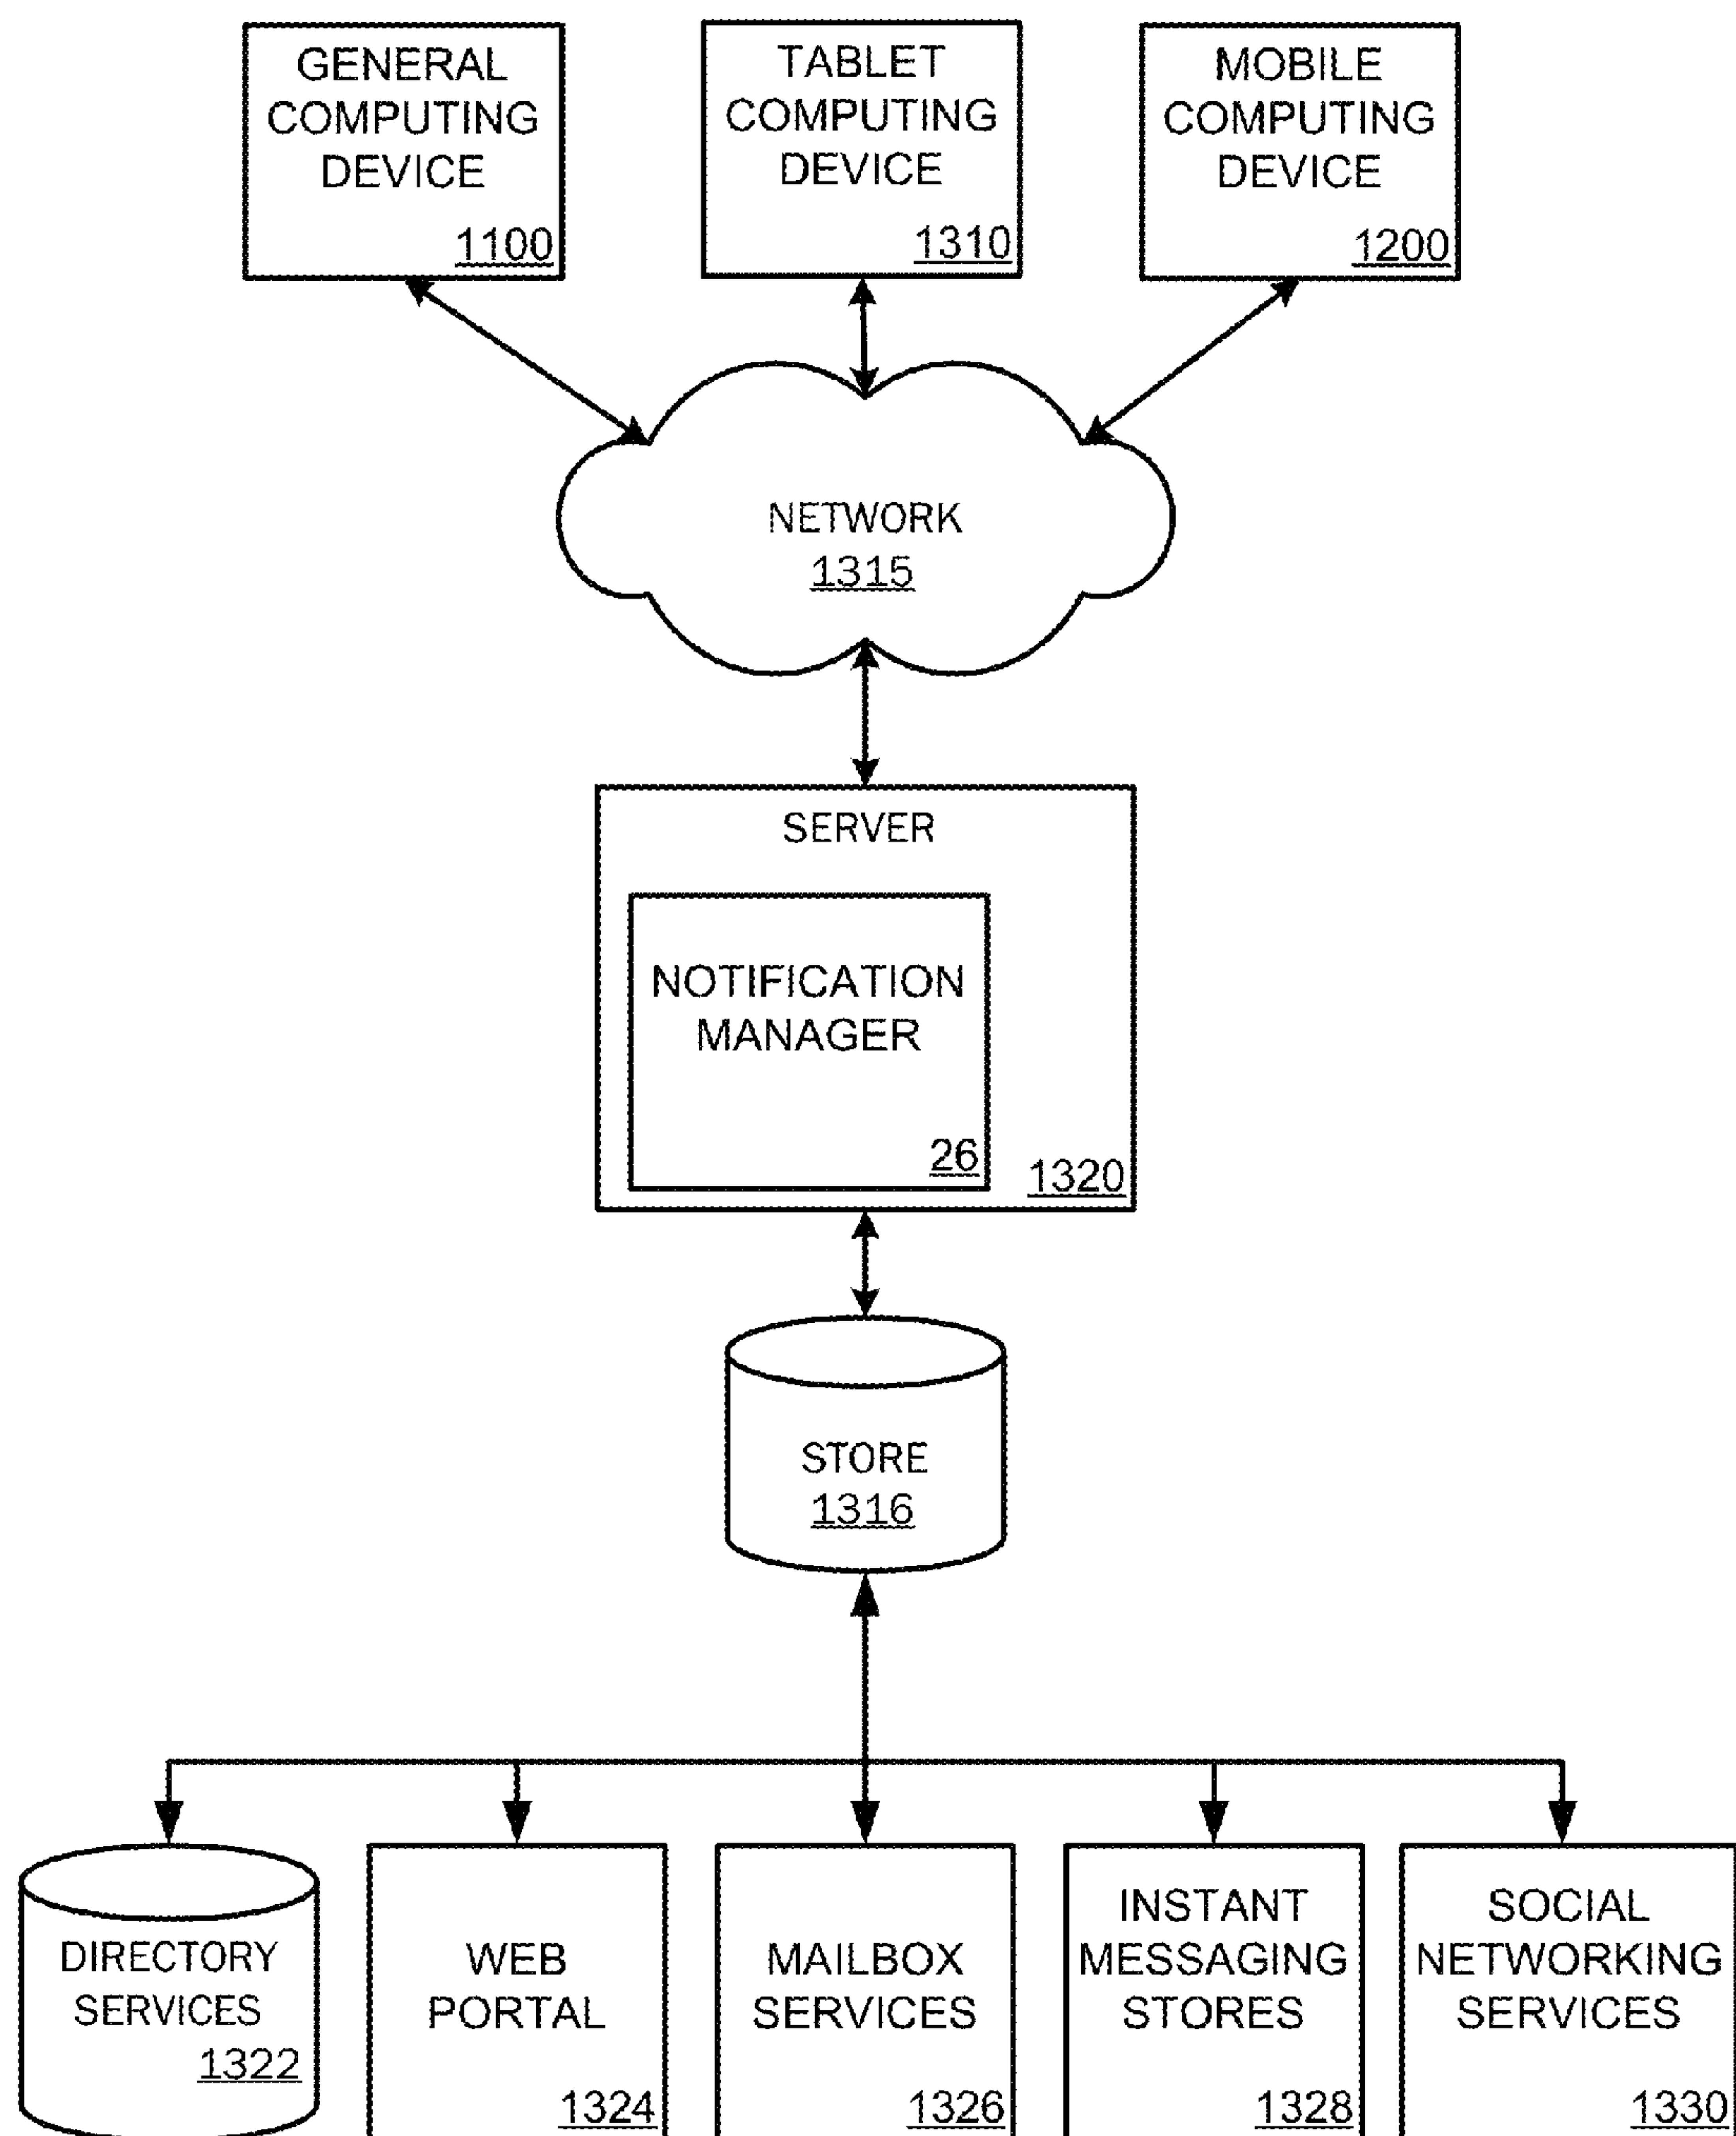 GENERAL
COMPUTING
DEVICE
1100
TABLET
COMPUTING
DEVICE
1310
MOBILE
COMPUTING
DEVICE
1200
NETWORK
1315
SERVER
NOTIFICATION
MANAGER
26
1320
STORE
1316
DIRECTORY
SERVICES
1322
WEB
PORTAL
1324
MAILBOX
SERVICES
1326
INSTANT
MESSAGING
STORES
1328
SOCIAL
NETWORKING
SERVICES
1330